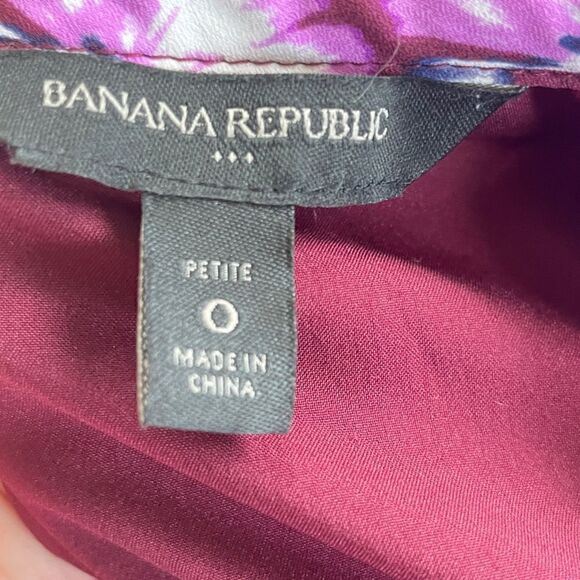 BANANA REPUBLIC
PETITE
0
MADE IN
CHINA